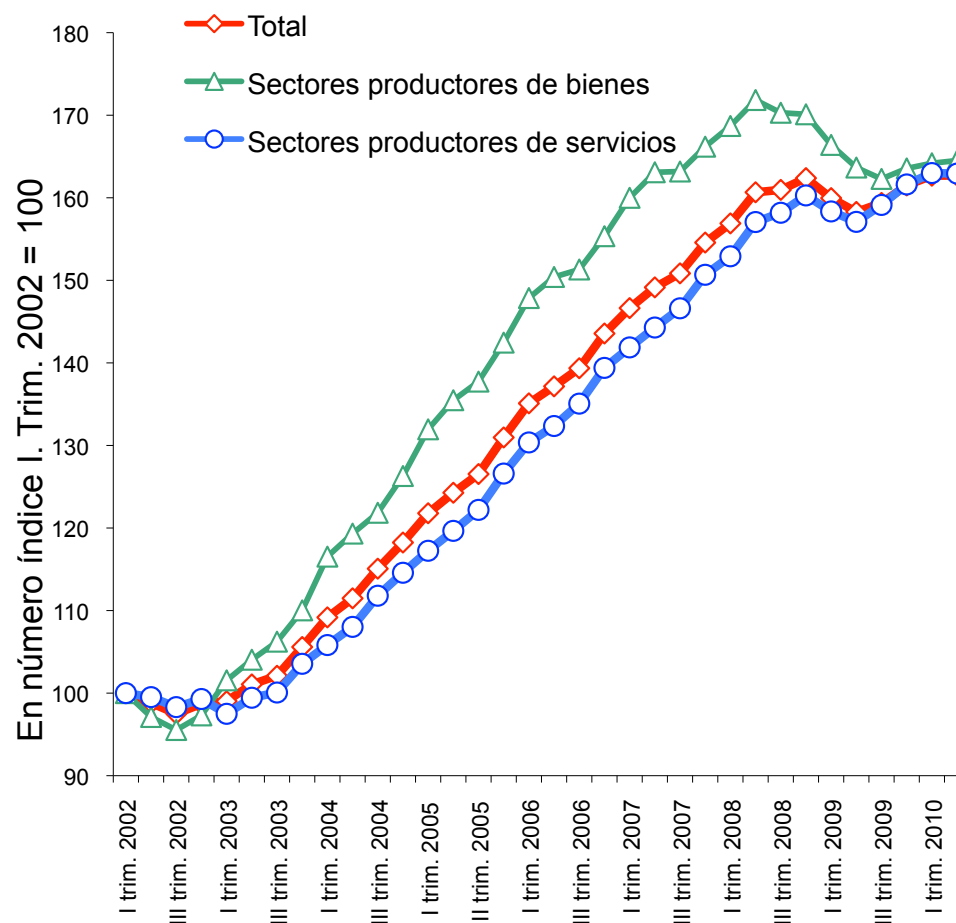 Total
Sectores productores de bienes
Sectores productores de servicios
En número índice I. Trim. 2002 = 100
180
170
160
150
140
130
120
110
100
90
I trim. 2002
III trim. 2002
I trim. 2003
III trim. 2003
I trim. 2004
III trim. 2004
I trim. 2005
II trim. 2005
I trim. 2006
III trim. 2006
I trim. 2007
III trim. 2007
I trim. 2008
III trim. 2008
I trim. 2009
III trim. 2009
I trim. 2010